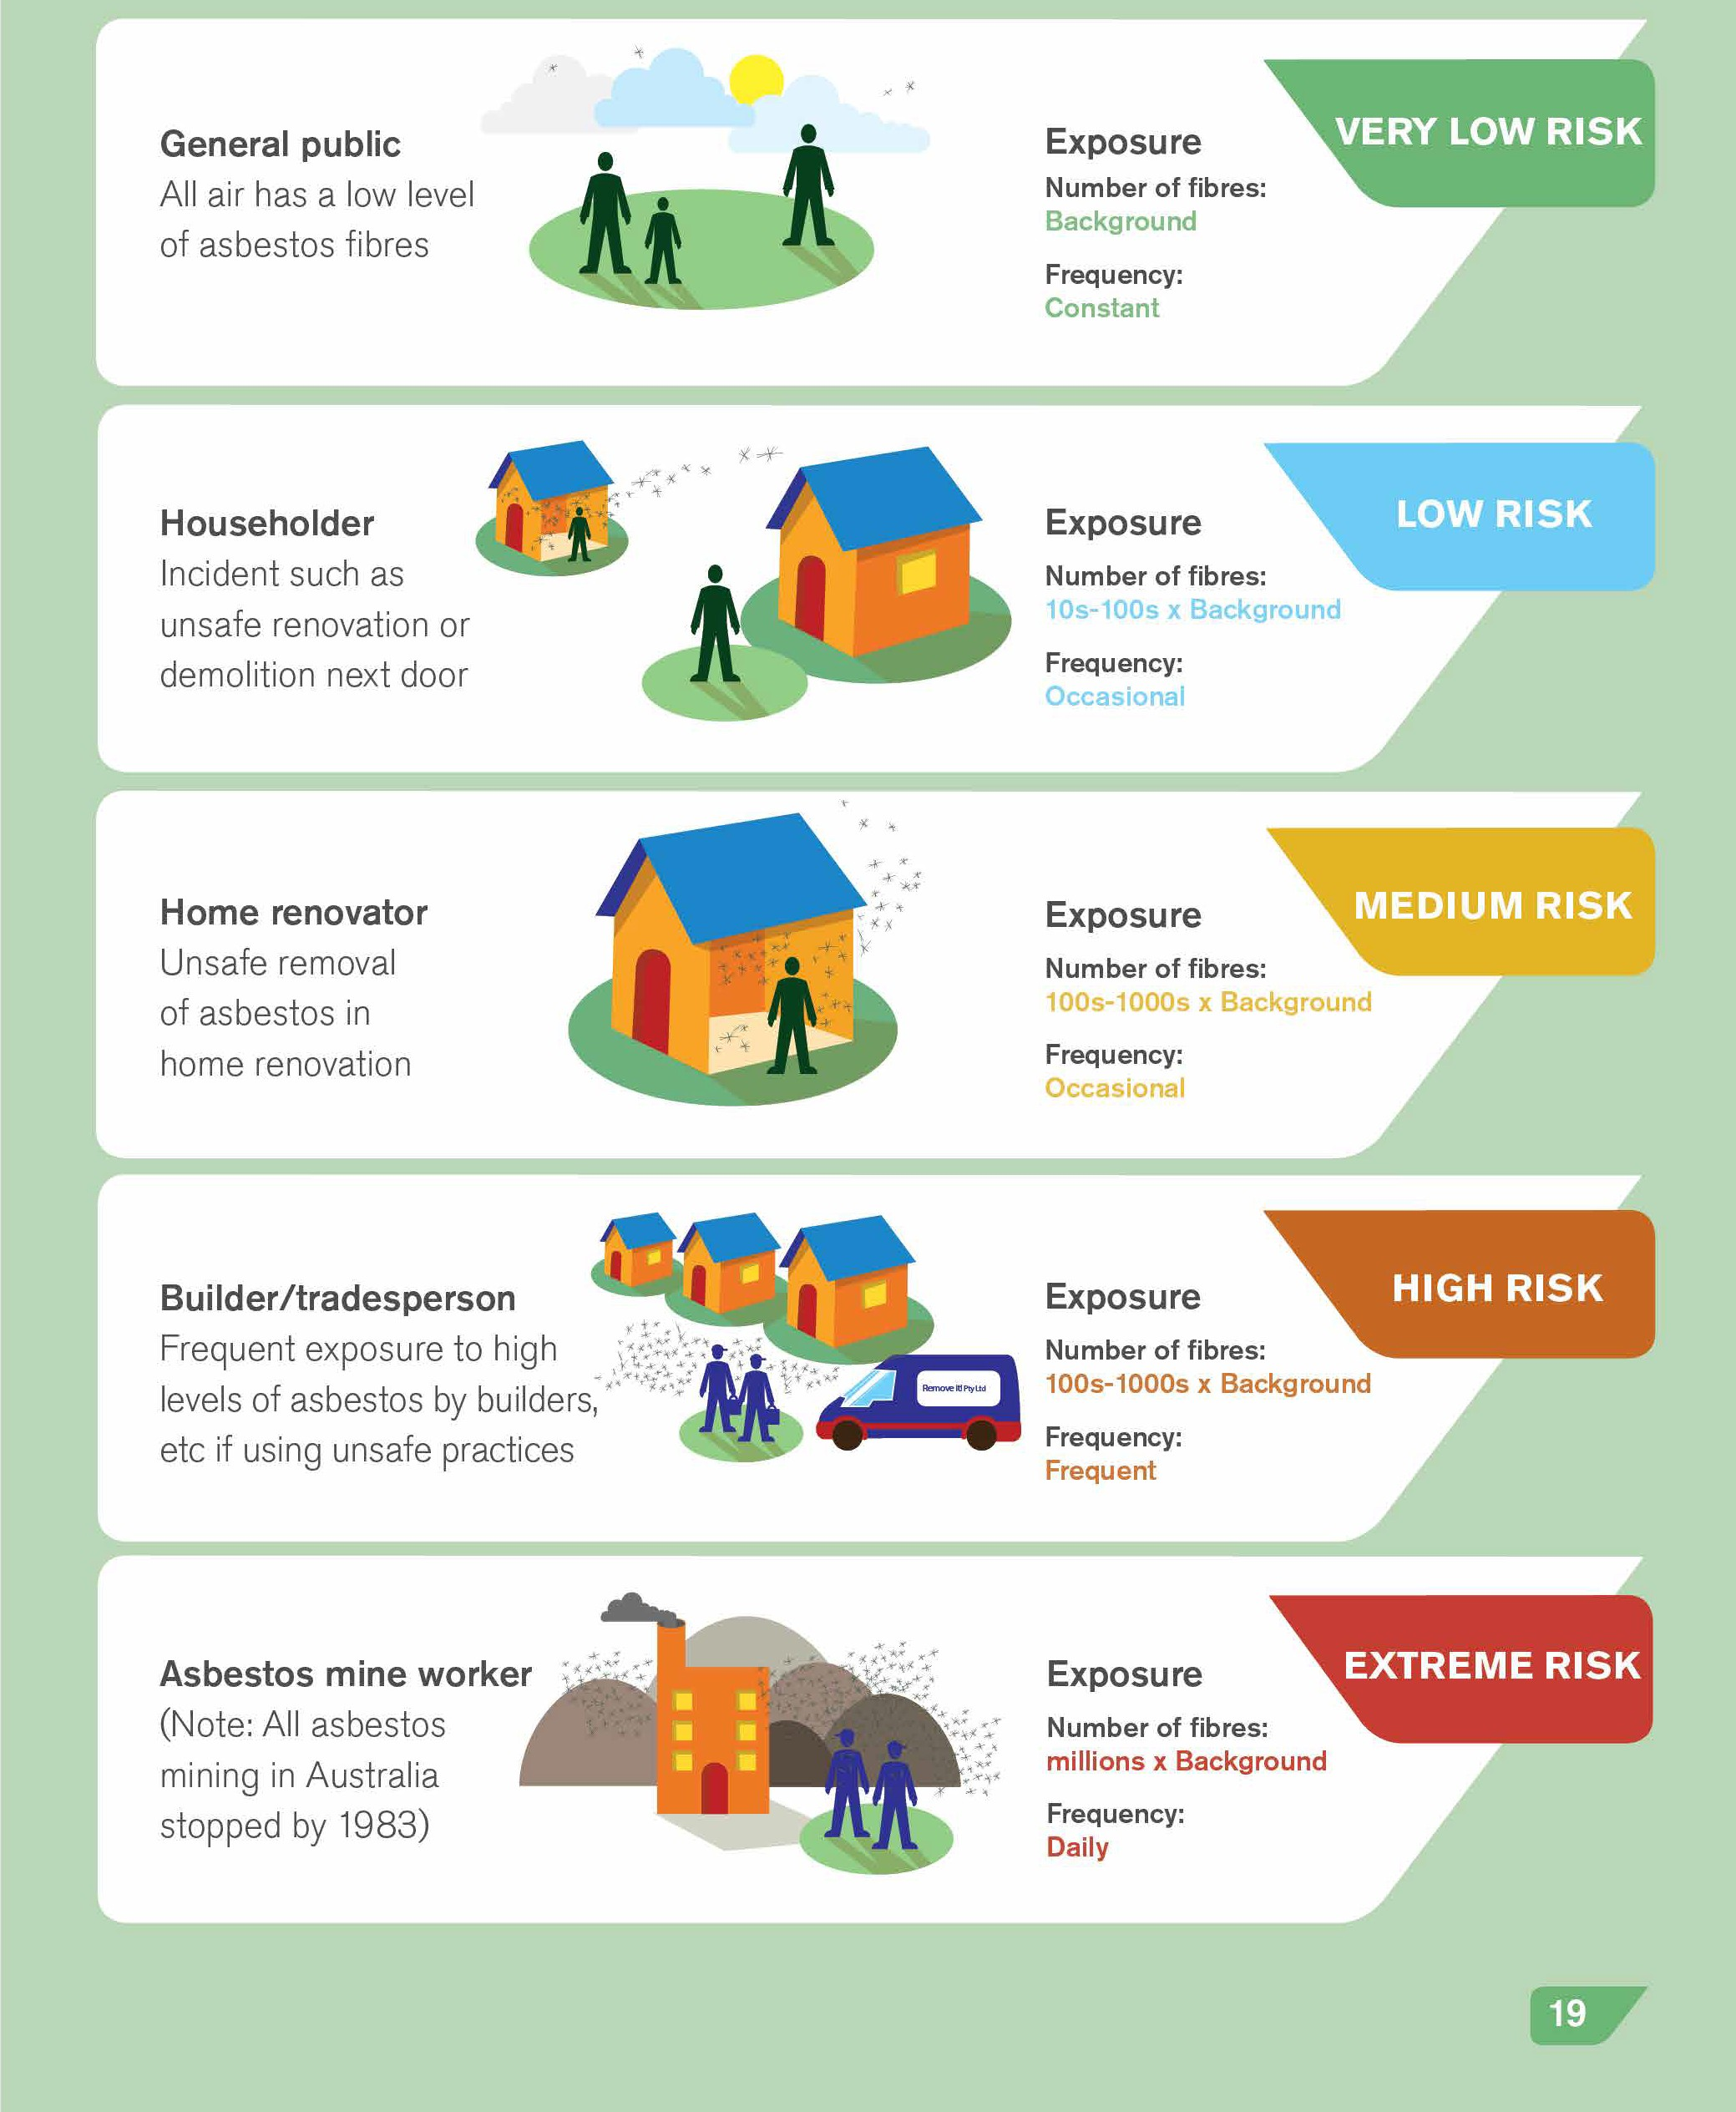 General public
All air has a low level
of asbestos fibres
Exposure
Number of fibres:
Background
Frequency:
Constant
VERY LOW RISK
Householder
Incident such as
unsafe renovation or
demolition next door
Exposure
Number of fibres:
10s-100s x Background
Frequency:
Occasional
LOW RISK
Home renovator
Unsafe removal
of asbestos in
home renovation
Exposure
Number of fibres:
100s-1000s x Background
Frequency:
Occasional
MEDIUM RISK
Builder/tradesperson
Frequent exposure to high
levels of asbestos by builders,
etc if using unsafe practices
Remove It! Pty Ltd
Exposure
Number of fibres:
100s-1000s x Background
Frequency:
Frequent
HIGH RISK
Asbestos mine worker
(Note: All asbestos
mining in Australia
stopped by 1983)
Exposure
Number of fibres:
millions x Background
Frequency:
Daily
EXTREME RISK
19